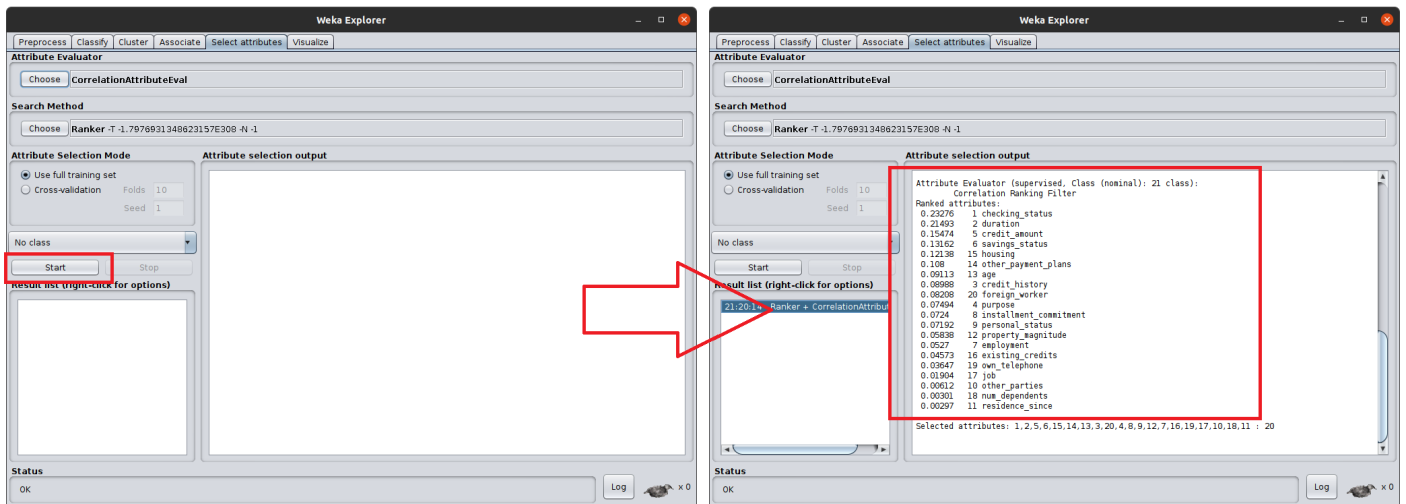 Weka Explorer
Preprocess Classify Cluster Associate Select attributes Visualize
Attribute Evaluator
Choose CorrelationAttributeEval
Search Method
Choose Ranker -T -1.7976931348623157E308 -N -1
Attribute Selection Mode
Use full training set
Cross-validation Folds 10
Seed 1
No class
Start Stop
Result list (right-click for options)
Attribute selection output
Status
OK
Log x 0
Weka Explorer
Preprocess Classify Cluster Associate Select attributes Visualize
Attribute Evaluator
Choose CorrelationAttributeEval
Search Method
Choose Ranker -T -1.7976931348623157E308 -N -1
Attribute Selection Mode
Use full training set
Cross-validation Folds 10
Seed 1
No class
Start Stop
Result list (right-click for options)
21:20:14 - Ranker + CorrelationAttribut
Attribute selection output
Attribute Evaluator (supervised, Class (nominal): 21 class):
Correlation Ranking Filter
Ranked attributes:
0.23276 1 checking_status
0.21493 2 duration
0.15474 5 credit_amount
0.13162 6 savings_status
0.12138 15 housing
0.108 14 other_payment_plans
0.09113 13 age
0.08988 3 credit_history
0.08208 20 foreign_worker
0.07494 4 purpose
0.0724 8 installment_commitment
0.07192 9 personal_status
0.05838 12 property_magnitude
0.0527 7 employment
0.04573 16 existing_credits
0.03647 19 own_telephone
0.01904 17 job
0.00612 10 other_parties
0.00301 18 num_dependents
0.00297 11 residence_since
Selected attributes: 1,2,5,6,15,14,13,3,20,4,8,9,12,7,16,19,17,10,18,11 : 20
Status
OK
Log x 0